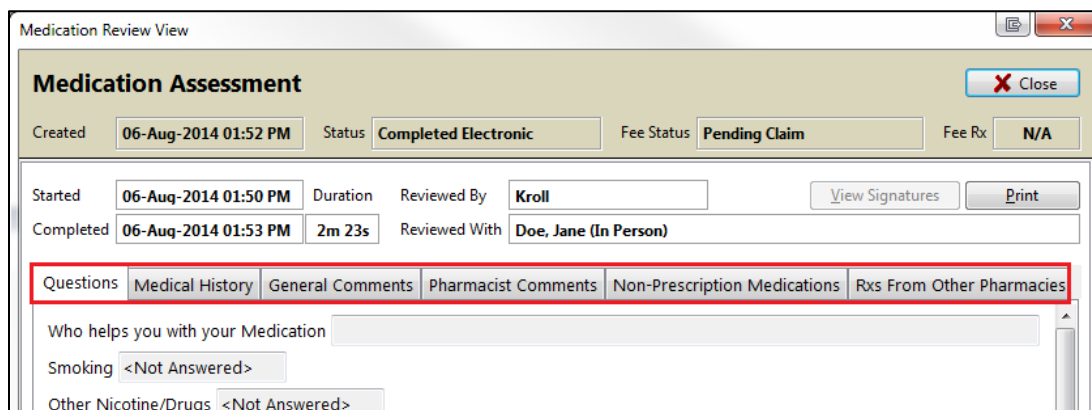 Medication Review View
Medication Assessment
Close
Created 06-Aug-2014 01:52 PM Status Completed Electronic Fee Status Pending Claim Fee Rx N/A
Started 06-Aug-2014 01:50 PM Duration Reviewed By Kroll View Signatures Print
Completed 06-Aug-2014 01:53 PM 2m 23s Reviewed With Doe, Jane (In Person)
Questions Medical History General Comments Pharmacist Comments Non-Prescription Medications Rxs From Other Pharmacies
Who helps you with your Medication
Smoking <Not Answered>
Other Nicotine/Drugs <Not Answered>